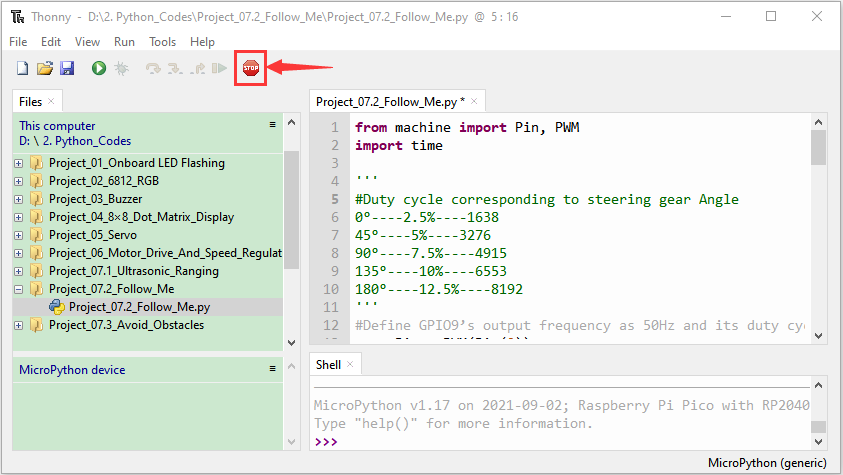 Thonny - D:\2. Python_Codes\Project_07.2_Follow_Me\Project_07.2_Follow_Me.py @ 5 : 16
File Edit View Run Tools Help
STOP
Files
This computer
D: \ 2. Python_Codes
Project_01_Onboard LED Flashing
Project_02_6812_RGB
Project_03_Buzzer
Project_04_8×8_Dot_Matrix_Display
Project_05_Servo
Project_06_Motor_Drive_And_Speed_Regulat
Project_07.1_Ultrasonic_Ranging
Project_07.2_Follow_Me
Project_07.2_Follow_Me.py
Project_07.3_Avoid_Obstacles
MicroPython device
Project_07.2_Follow_Me.py *
1 from machine import Pin, PWM
2 import time
3
4 '''
5 #Duty cycle corresponding to steering gear Angle
6 0°----2.5%----1638
7 45°----5%----3276
8 90°----7.5%----4915
9 135°----10%----6553
10 180°----12.5%----8192
11 '''
12 #Define GPIO9’s output frequency as 50Hz and its duty cyc
Shell
MicroPython v1.17 on 2021-09-02; Raspberry Pi Pico with RP2040
Type "help()" for more information.
>>>
MicroPython (generic)